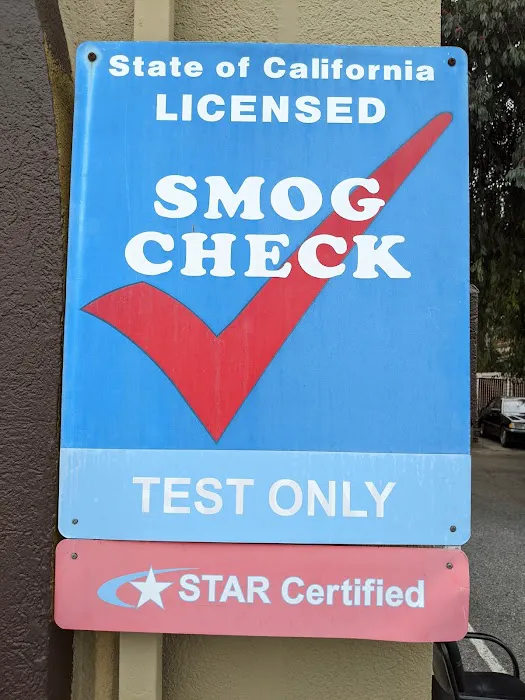 State of California
LICENSED
SMOG
CHECK
TEST ONLY
STAR Certified